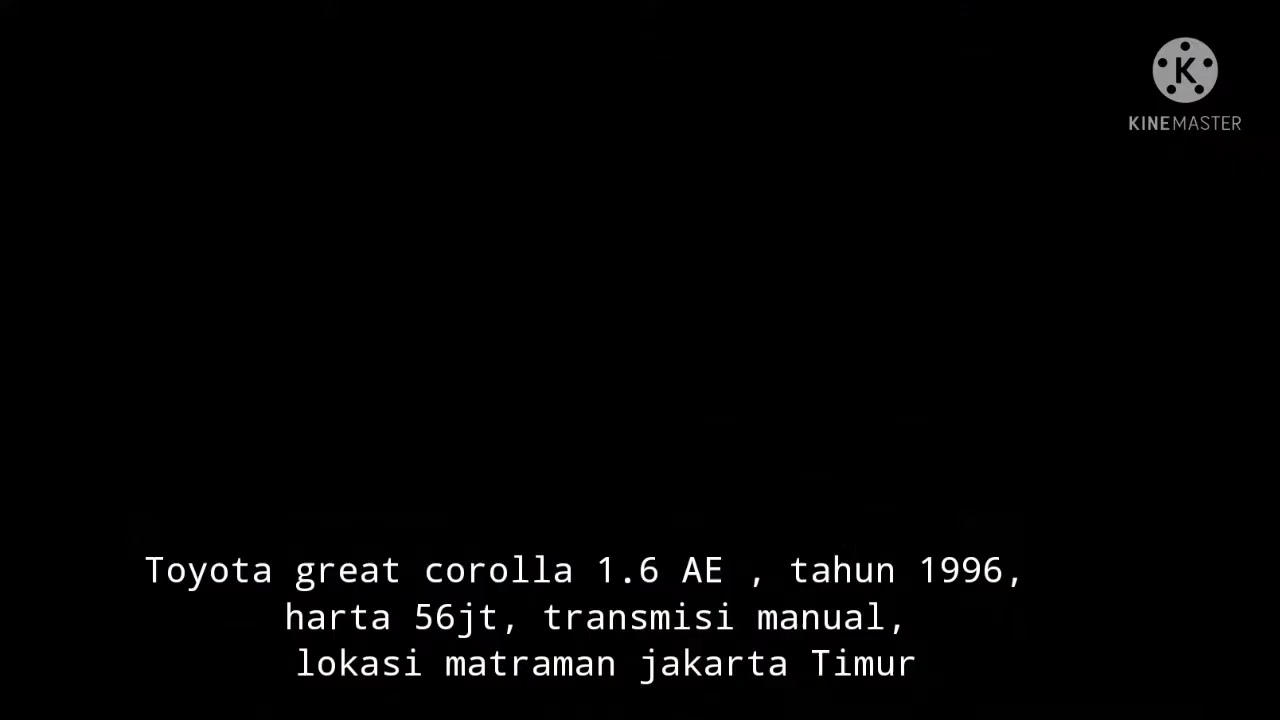 KINEMASTER
Toyota great corolla 1.6 AE , tahun 1996,
harta 56jt, transmisi manual,
lokasi matraman jakarta Timur